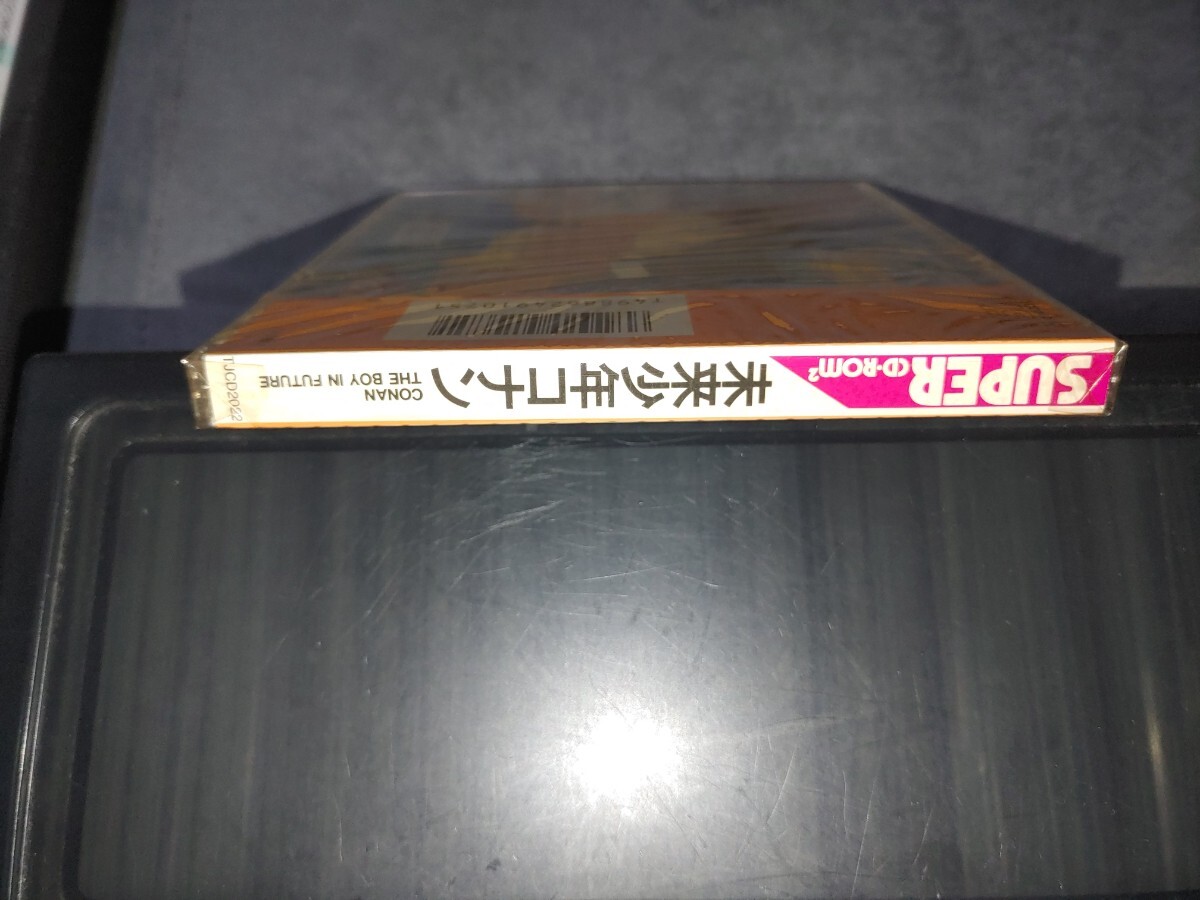 SUPER
CD-ROM²
未来少年コナン
CONAN
THE BOY IN FUTURE
TJCD2022